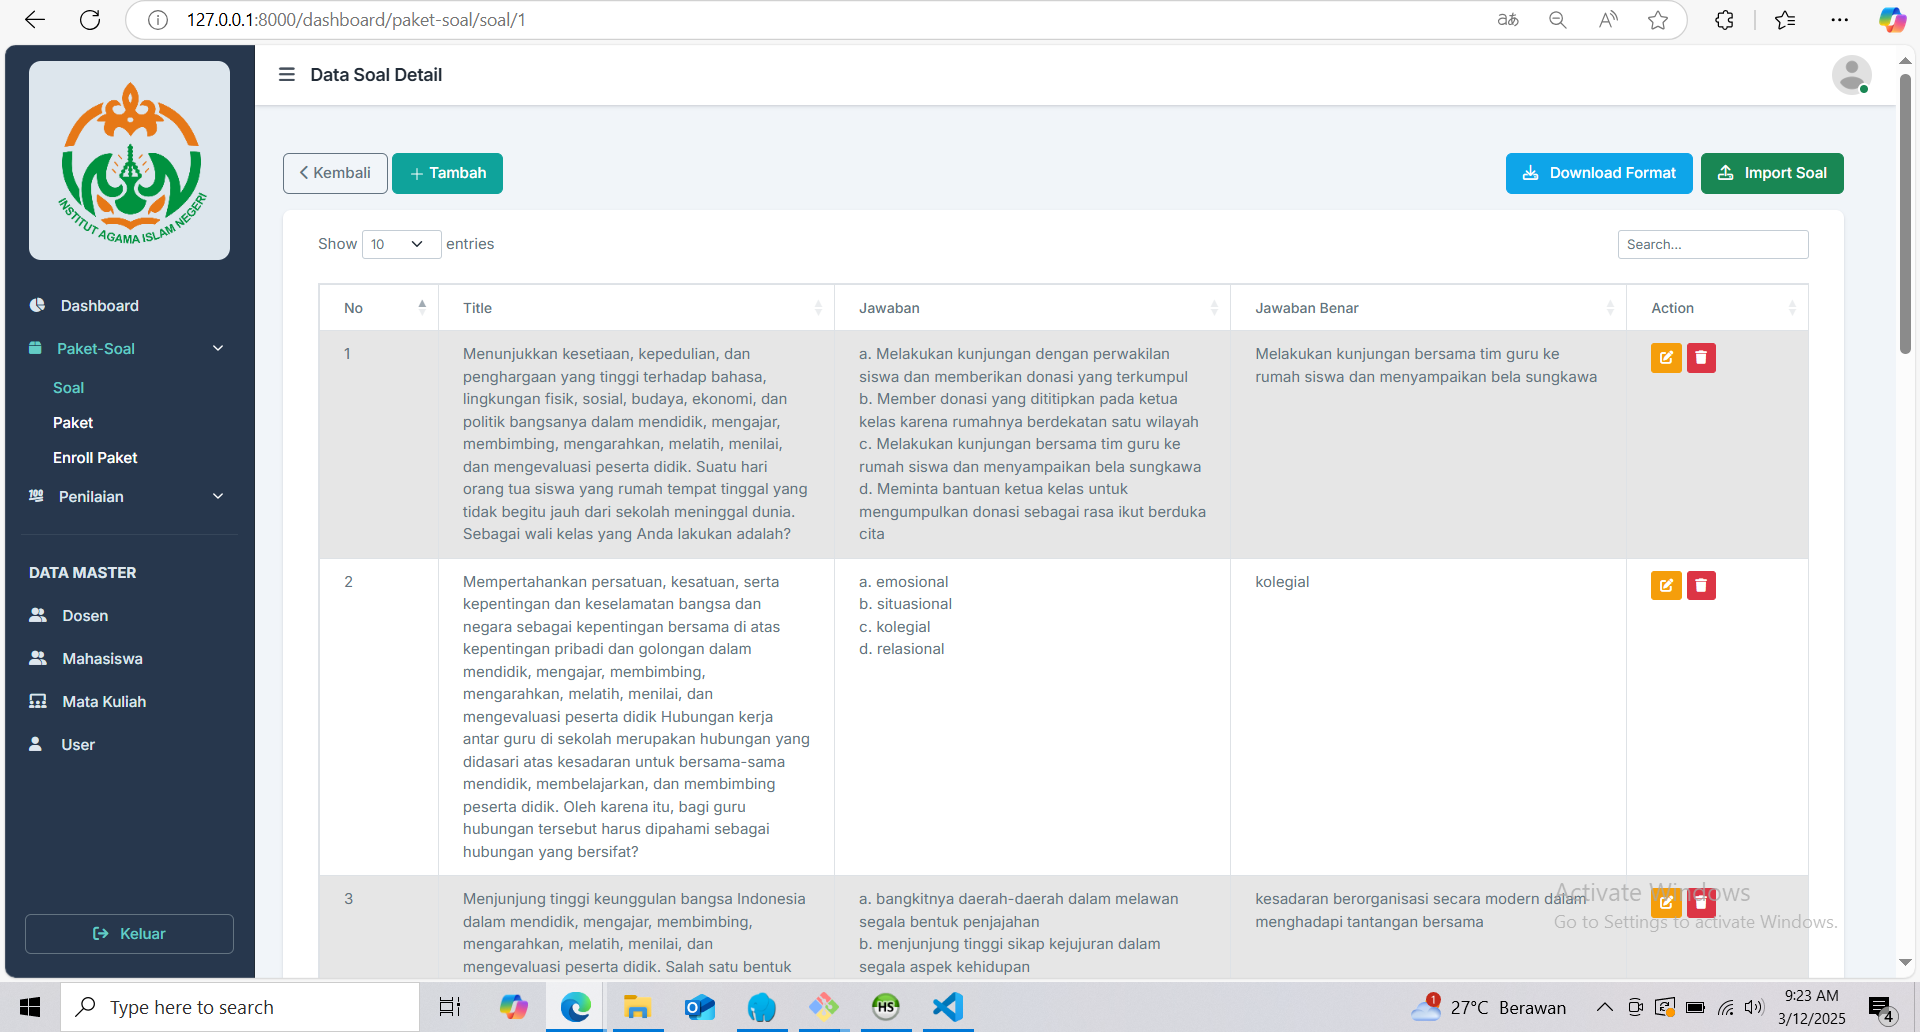 127.0.0.1:8000/dashboard/paket-soal/soal/1
INSTITUT AGAMA ISLAM NEGERI
Data Soal Detail
Dashboard
Paket-Soal
Soal
Paket
Enroll Paket
Penilaian
DATA MASTER
Dosen
Mahasiswa
Mata Kuliah
User
Keluar
Kembali
Tambah
Download Format
Import Soal
Show 10 entries
Search...
No Title Jawaban Jawaban Benar Action
1
Menunjukkan kesetiaan, kepedulian, dan
penghargaan yang tinggi terhadap bahasa,
lingkungan fisik, sosial, budaya, ekonomi, dan
politik bangsanya dalam mendidik, mengajar,
membimbing, mengarahkan, melatih, menilai,
dan mengevaluasi peserta didik. Suatu hari
orang tua siswa yang rumah tempat tinggal yang
tidak begitu jauh dari sekolah meninggal dunia.
Sebagai wali kelas yang Anda lakukan adalah?
a. Melakukan kunjungan dengan perwakilan
siswa dan memberikan donasi yang terkumpul
b. Member donasi yang dititipkan pada ketua
kelas karena rumahnya berdekatan satu wilayah
c. Melakukan kunjungan bersama tim guru ke
rumah siswa dan menyampaikan bela sungkawa
d. Meminta bantuan ketua kelas untuk
mengumpulkan donasi sebagai rasa ikut berduka
cita
Melakukan kunjungan bersama tim guru ke
rumah siswa dan menyampaikan bela sungkawa
2
Mempertahankan persatuan, kesatuan, serta
kepentingan dan keselamatan bangsa dan
negara sebagai kepentingan bersama di atas
kepentingan pribadi dan golongan dalam
mendidik, mengajar, membimbing,
mengarahkan, melatih, menilai, dan
mengevaluasi peserta didik Hubungan kerja
antar guru di sekolah merupakan hubungan yang
didasari atas kesadaran untuk bersama-sama
mendidik, membelajarkan, dan membimbing
peserta didik. Oleh karena itu, bagi guru
hubungan tersebut harus dipahami sebagai
hubungan yang bersifat?
a. emosional
b. situasional
c. kolegial
d. relasional
kolegial
3
Menjunjung tinggi keunggulan bangsa Indonesia
dalam mendidik, mengajar, membimbing,
mengarahkan, melatih, menilai, dan
mengevaluasi peserta didik. Salah satu bentuk
a. bangkitnya daerah-daerah dalam melawan
segala bentuk penjajahan
b. menjunjung tinggi sikap kejujuran dalam
segala aspek kehidupan
kesadaran berorganisasi secara modern dalam
menghadapi tantangan bersama
Activate Windows
Go to Settings to activate Windows.
Type here to search
HS
1
27°C Berawan
9:23 AM
3/12/2025
4